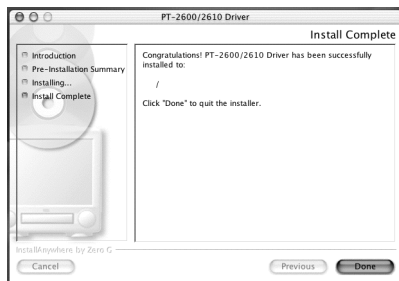 PT-2600/2610 Driver
Install Complete
Introduction
Pre-Installation Summary
Installing...
Install Complete
Congratulations! PT-2600/2610 Driver has been successfully
installed to:
/
Click "Done" to quit the installer.
InstallAnywhere by Zero G
Cancel
Previous
Done